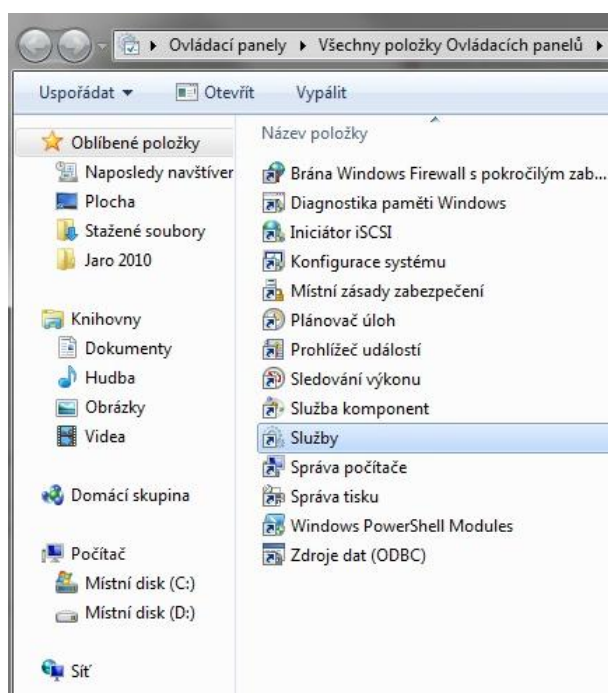 Ovládací panely ▸ Všechny položky Ovládacích panelů ▸
Uspořádat Otevřít Vypálit
Oblíbené položky
Naposledy navštíver
Plocha
Stažené soubory
Jaro 2010
Knihovny
Dokumenty
Hudba
Obrázky
Videa
Domácí skupina
Počítač
Místní disk (C:)
Místní disk (D:)
Síť
Název položky
Brána Windows Firewall s pokročilým zab...
Diagnostika paměti Windows
Iniciátor iSCSI
Konfigurace systému
Místní zásady zabezpečení
Plánovač úloh
Prohlížeč událostí
Sledování výkonu
Služba komponent
Služby
Správa počítače
Správa tisku
Windows PowerShell Modules
Zdroje dat (ODBC)